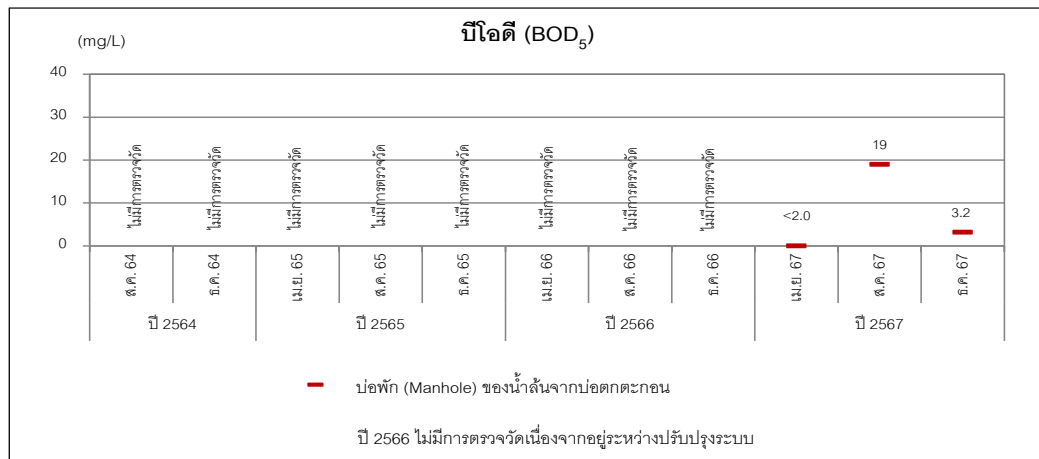 บีโอดี (BOD5)
(mg/L)
40
30
20
10
0
ไม่มีการตรวจวัด
ไม่มีการตรวจวัด
ไม่มีการตรวจวัด
ไม่มีการตรวจวัด
ไม่มีการตรวจวัด
ไม่มีการตรวจวัด
ไม่มีการตรวจวัด
ไม่มีการตรวจวัด
<2.0
19
3.2
ส.ค. 64
ธ.ค. 64
เม.ย. 65
ส.ค. 65
ธ.ค. 65
เม.ย. 66
ส.ค. 66
ธ.ค. 66
เม.ย. 67
ส.ค. 67
ธ.ค. 67
ปี 2564
ปี 2565
ปี 2566
ปี 2567
บ่อพัก (Manhole) ของน้ำล้นจากบ่อตกตะกอน
ปี 2566 ไม่มีการตรวจวัดเนื่องจากอยู่ระหว่างปรับปรุงระบบ